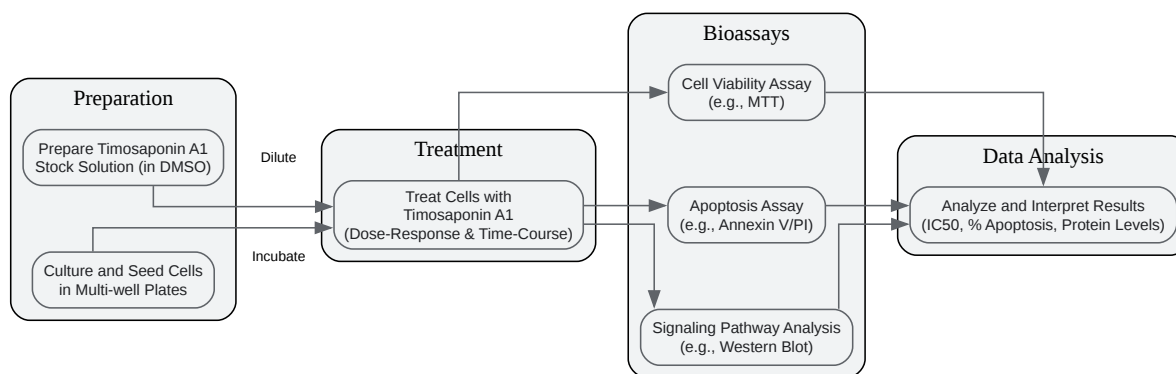 Preparation
Prepare Timosaponin A1
Stock Solution (in DMSO)
Culture and Seed Cells
in Multi-well Plates
Dilute
Incubate
Treatment
Treat Cells with
Timosaponin A1
(Dose-Response & Time-Course)
Bioassays
Cell Viability Assay
(e.g., MTT)
Apoptosis Assay
(e.g., Annexin V/PI)
Signaling Pathway Analysis
(e.g., Western Blot)
Data Analysis
Analyze and Interpret Results
(IC50, % Apoptosis, Protein Levels)